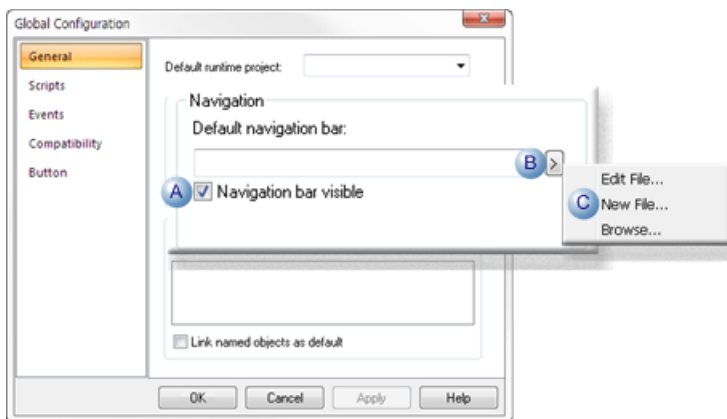 Global Configuration
General
Scripts
Events
Compatibility
Button
Default runtime project:
Navigation
Default navigation bar:
B >
A Navigation bar visible
Edit File...
C New File...
Browse...
Link named objects as default
OK Cancel Apply Help